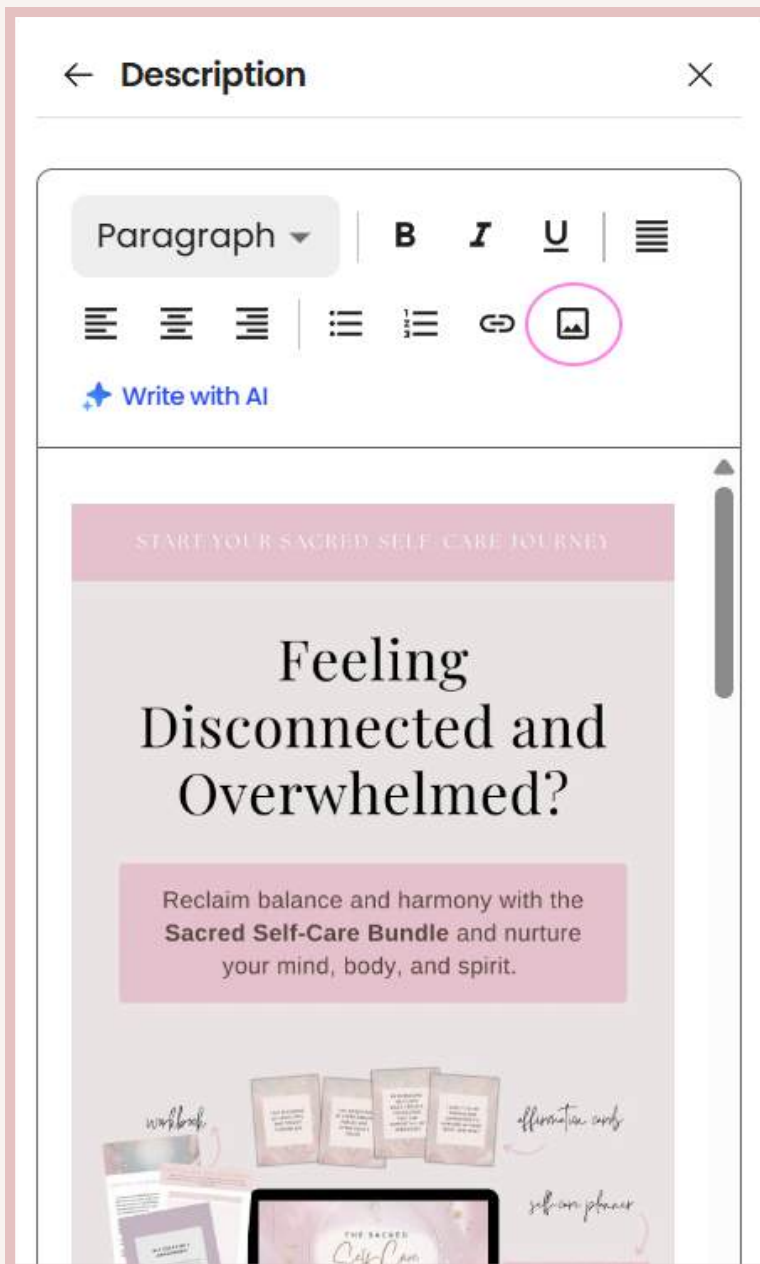 Description
Paragraph
B I U
Write with AI
START YOUR SACRED SELF-CARE JOURNEY
Feeling
Disconnected and
Overwhelmed?
Reclaim balance and harmony with the
Sacred Self-Care Bundle and nurture
your mind, body, and spirit.
workbook
affirmation cards
self-care planner
THE SACRED
Self-Care